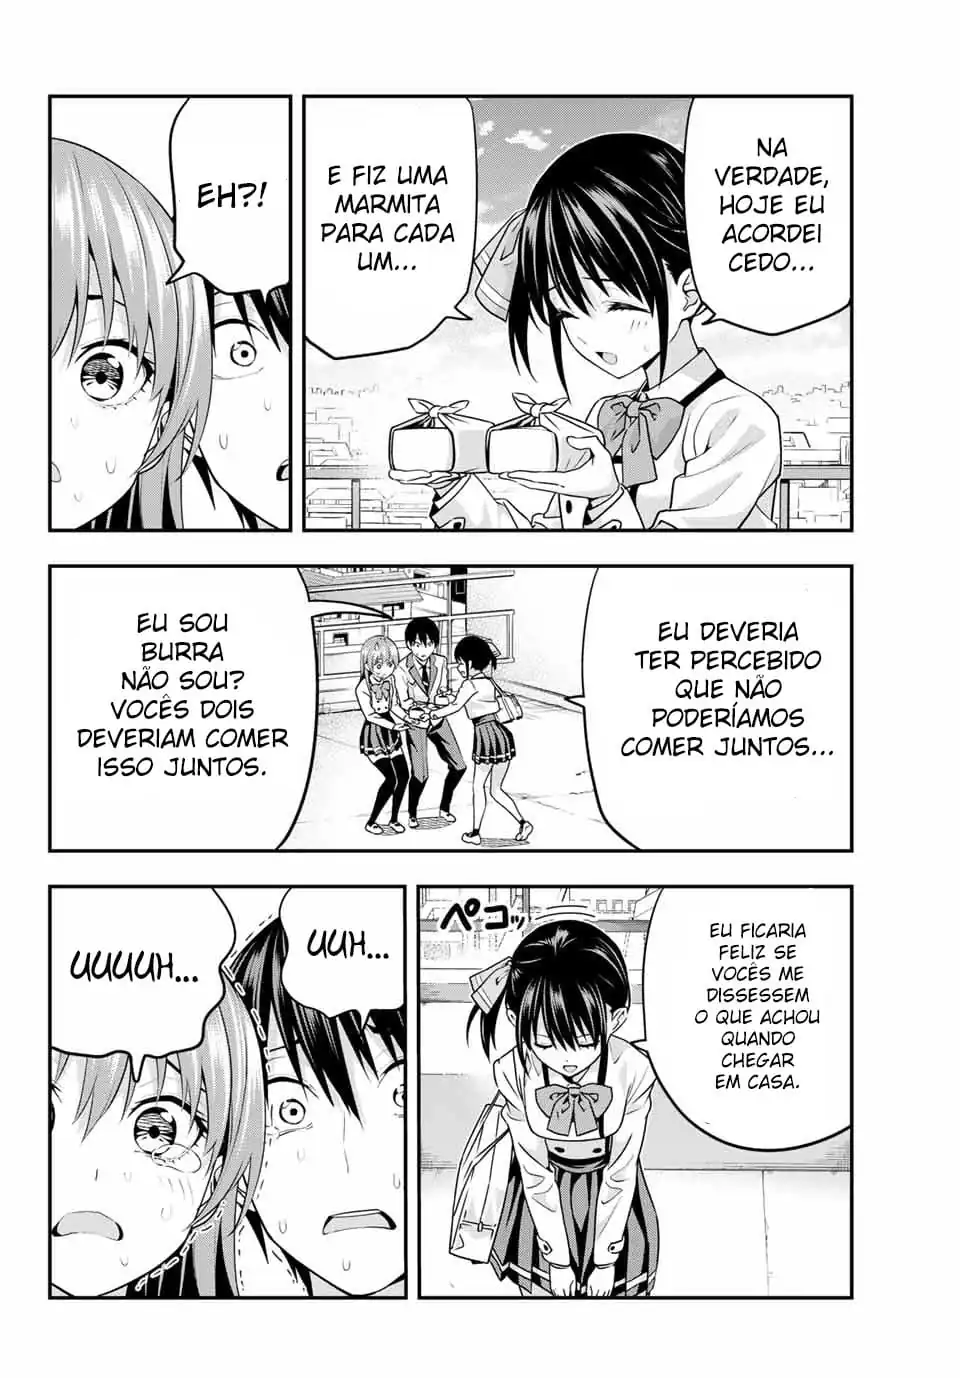 NA
VERDADE,
HOJE EU
ACORDEI
CEDO...
E FIZ UMA
MARMITA
PARA CADA
UM...
EH?!
EU DEVERIA
TER PERCEBIDO
QUE NÃO
PODERÍAMOS
COMER JUNTOS...
EU SOU
BURRA
NÃO SOU?
VOCÊS DOIS
DEVERIAM COMER
ISSO JUNTOS.
ペコッ
EU FICARIA
FELIZ SE
VOCÊS ME
DISSESSEM
O QUE ACHOU
QUANDO
CHEGAR
EM CASA.
UUH...
UUUUH...